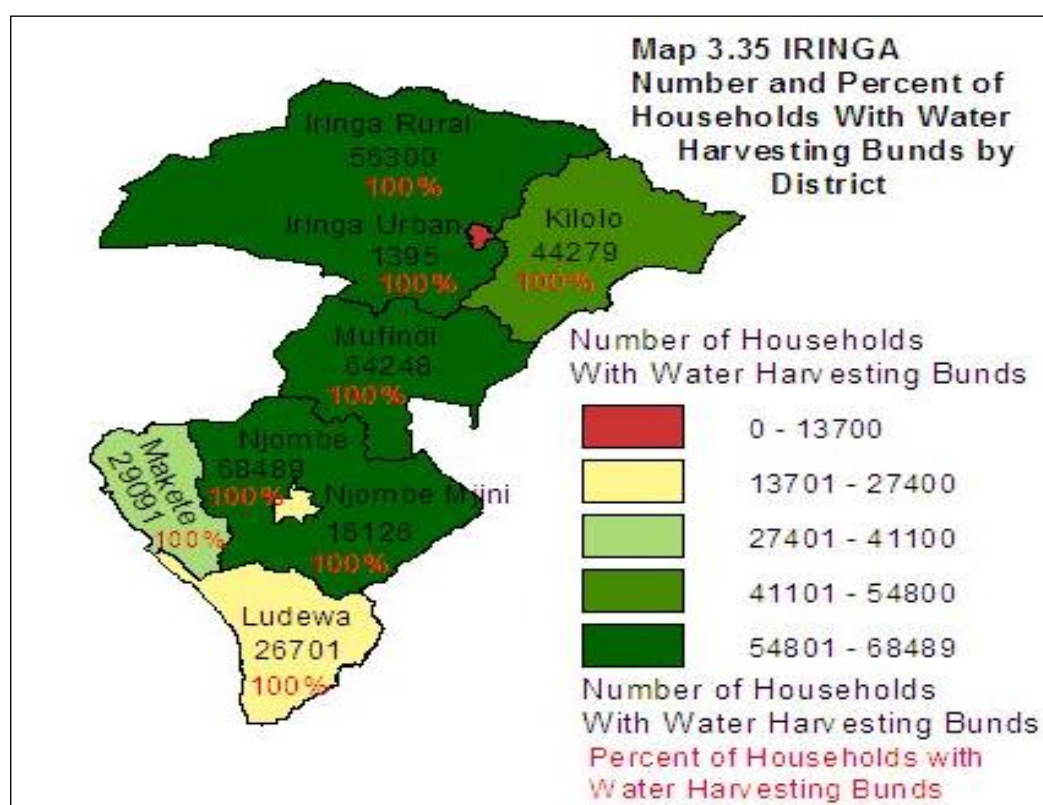 Map 3.35 IRINGA
Number and Percent of
Households With Water
Harvesting Bunds by
District
Iringa Rural
56300
100%
Iringa Urban
1395
100%
Kilolo
44279
100%
Mufindi
64248
100%
Njombe
68489
100%
Njombe Mjini
15126
100%
Makete
29091
100%
Ludewa
26701
100%
Number of Households
With Water Harvesting Bunds
0 - 13700
13701 - 27400
27401 - 41100
41101 - 54800
54801 - 68489
Number of Households
With Water Harvesting Bunds
Percent of Households with
Water Harvesting Bunds